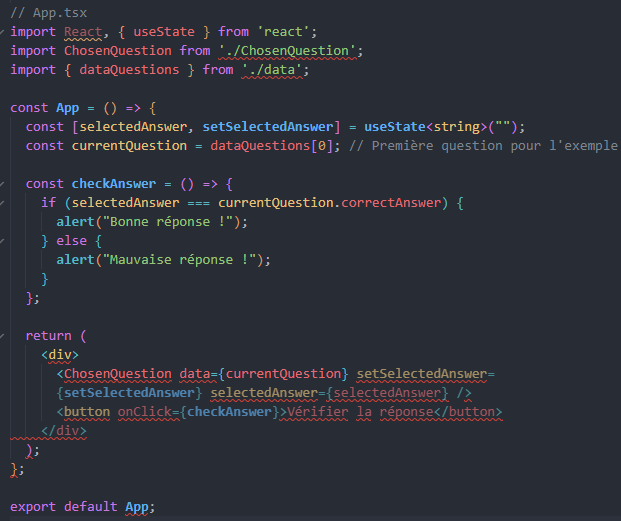 // App.tsx
import React, { useState } from 'react';
import ChosenQuestion from './ChosenQuestion';
import { dataQuestions } from './data';
const App = () => {
const [selectedAnswer, setSelectedAnswer] = useState<string>("");
const currentQuestion = dataQuestions[0]; // Première question pour l'exemple
const checkAnswer = () => {
if (selectedAnswer === currentQuestion.correctAnswer) {
alert("Bonne réponse !");
} else {
alert("Mauvaise réponse !");
}
};
return (
<div>
<ChosenQuestion data={currentQuestion} setSelectedAnswer=
{setSelectedAnswer} selectedAnswer={selectedAnswer} />
<button onClick={checkAnswer}>Vérifier la réponse</button>
</div>
);
};
export default App;